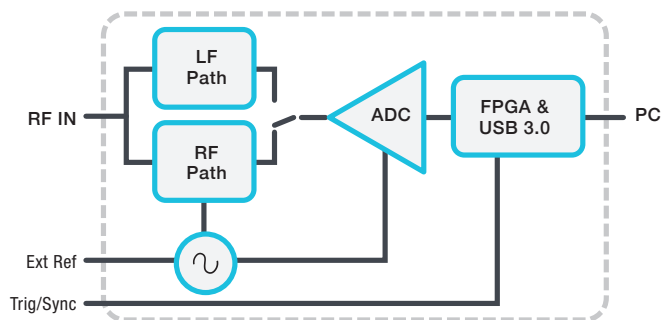 LF
Path
RF IN
ADC
FPGA &
USB 3.0
PC
RF
Path
Ext Ref
Trig/Sync